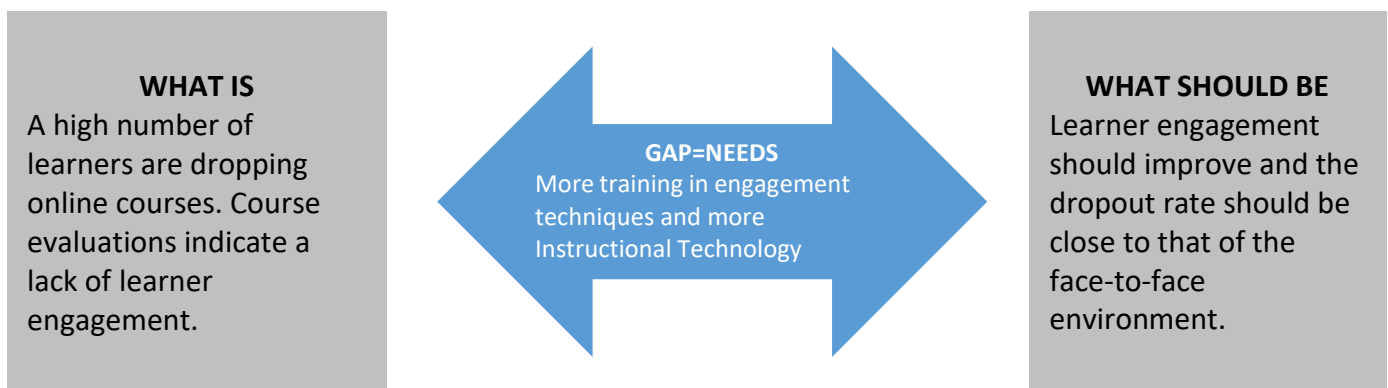 WHAT IS
A high number of
learners are dropping
online courses. Course
evaluations indicate a
lack of learner
engagement.
GAP=NEEDS
More training in engagement
techniques and more
Instructional Technology
WHAT SHOULD BE
Learner engagement
should improve and the
dropout rate should be
close to that of the
face-to-face
environment.